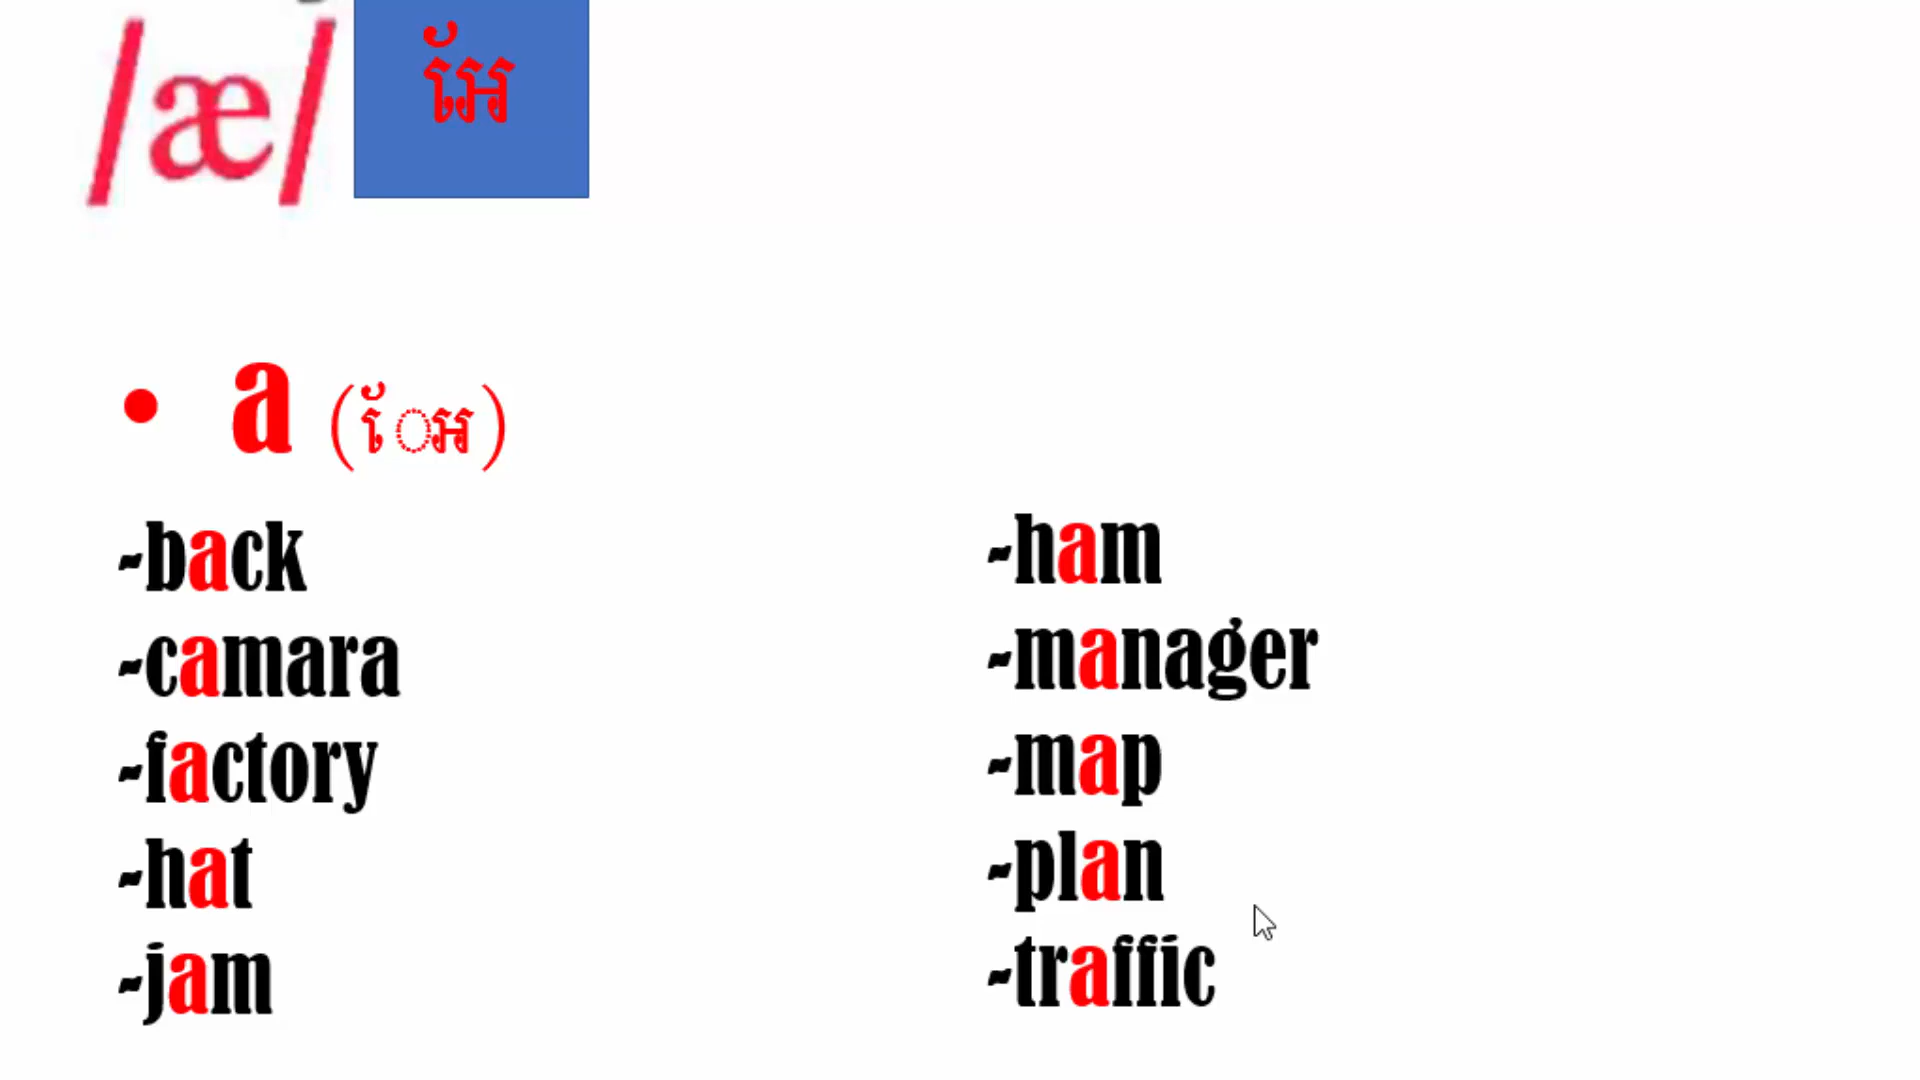 /æ/
អែ៎
• a (ែ៎អ)
-back
-camara
-factory
-hat
-jam
-ham
-manager
-map
-plan
-traffic